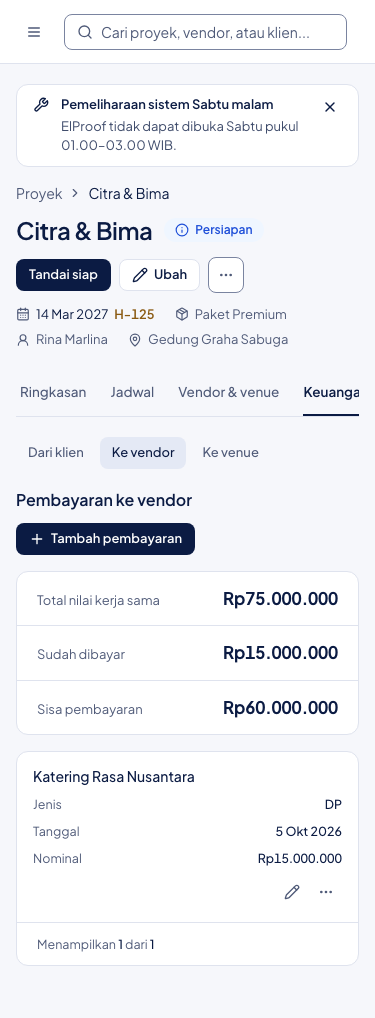 Cari proyek, vendor, atau klien...
Pemeliharaan sistem Sabtu malam
ElProof tidak dapat dibuka Sabtu pukul
01.00–03.00 WIB.
Proyek > Citra & Bima
Citra & Bima Persiapan
Tandai siap Ubah
14 Mar 2027 H-125 Paket Premium
Rina Marlina Gedung Graha Sabuga
Ringkasan Jadwal Vendor & venue Keuanga
Dari klien Ke vendor Ke venue
Pembayaran ke vendor
+ Tambah pembayaran
Total nilai kerja sama Rp75.000.000
Sudah dibayar Rp15.000.000
Sisa pembayaran Rp60.000.000
Katering Rasa Nusantara
Jenis DP
Tanggal 5 Okt 2026
Nominal Rp15.000.000
Menampilkan 1 dari 1